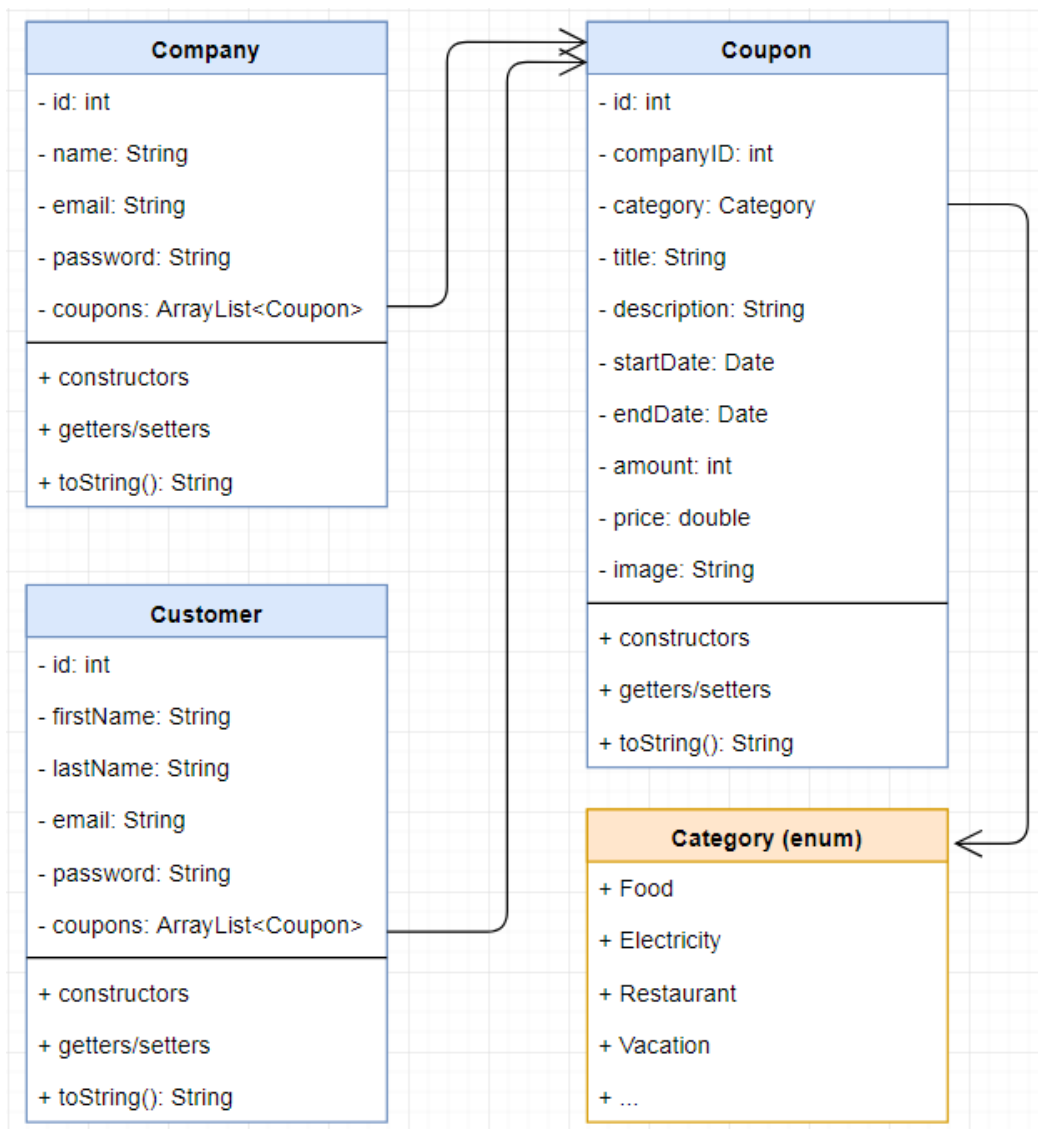 Company
- id: int
- name: String
- email: String
- password: String
- coupons: ArrayList<Coupon>
+ constructors
+ getters/setters
+ toString(): String
Customer
- id: int
- firstName: String
- lastName: String
- email: String
- password: String
- coupons: ArrayList<Coupon>
+ constructors
+ getters/setters
+ toString(): String
Coupon
- id: int
- companyID: int
- category: Category
- title: String
- description: String
- startDate: Date
- endDate: Date
- amount: int
- price: double
- image: String
+ constructors
+ getters/setters
+ toString(): String
Category (enum)
+ Food
+ Electricity
+ Restaurant
+ Vacation
+ ...